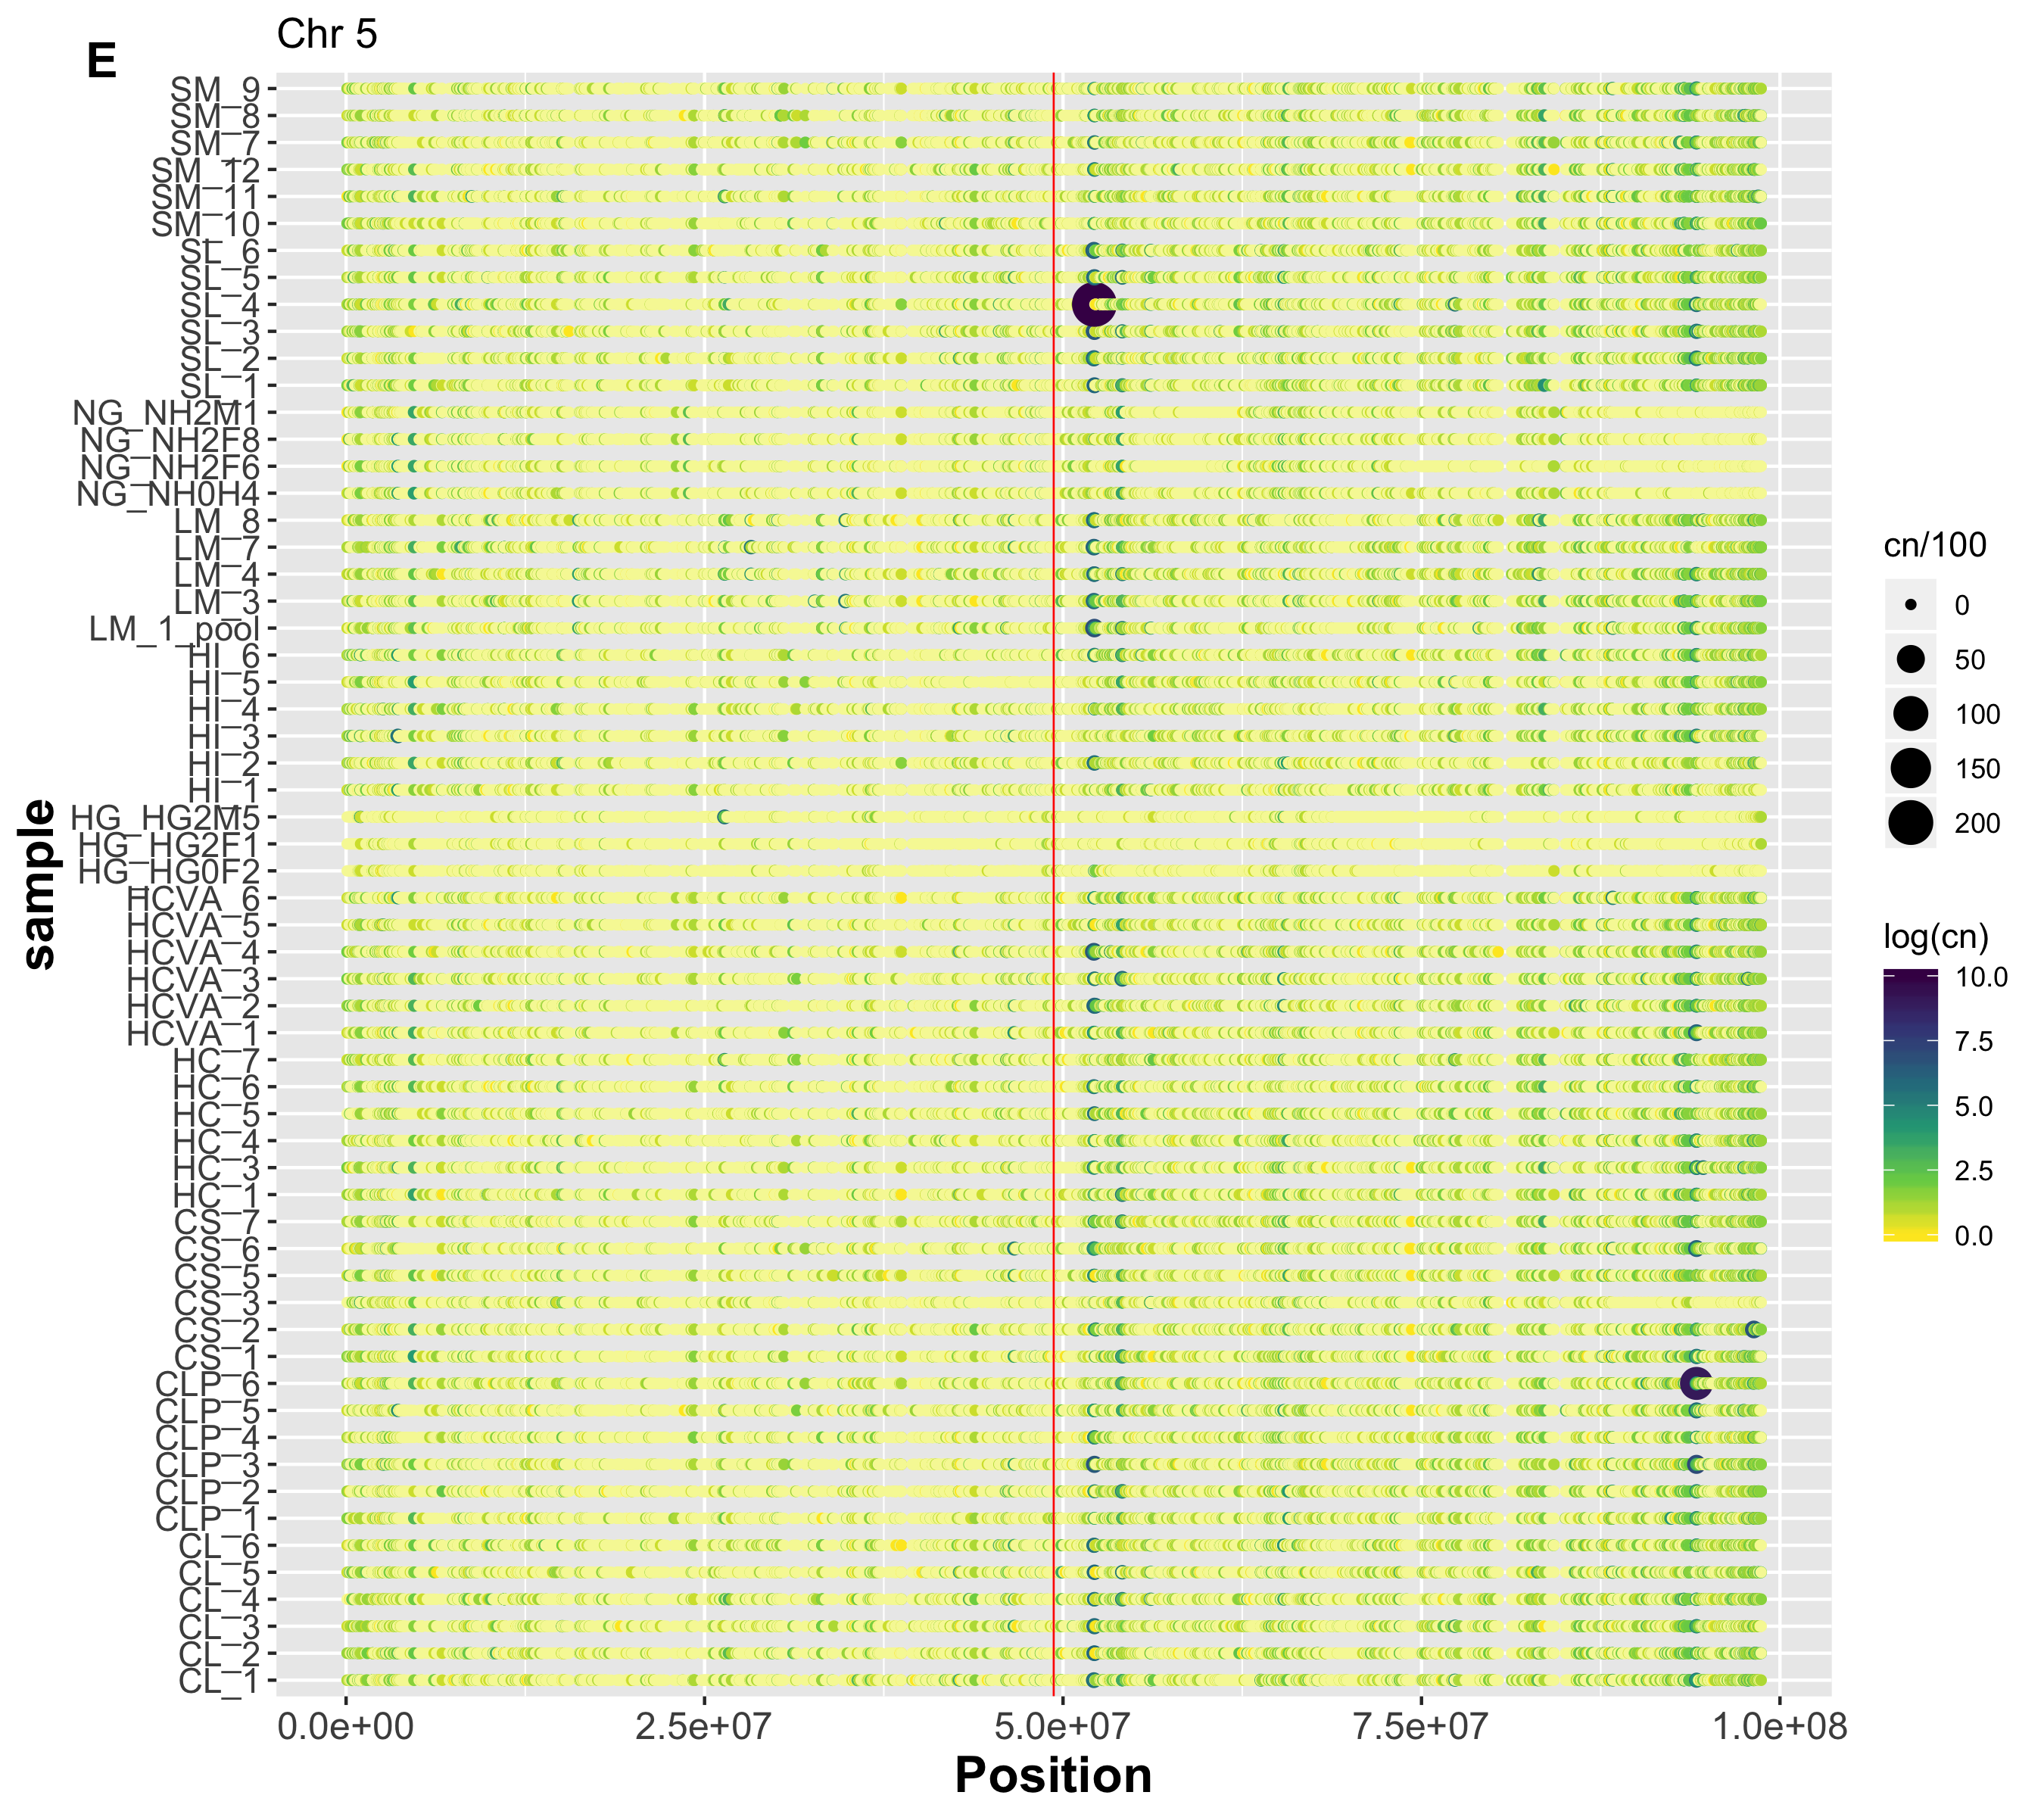 E
Chr 5
SM_9
SM_8
SM_7
SM_12
SM_11
SM_10
SL_6
SL_5
SL_4
SL_3
SL_2
SL_1
NG_NH2M1
NG_NH2F8
NG_NH2F6
NG_NH0H4
LM_8
LM_7
LM_4
LM_3
LM_1_pool
HI_6
HI_5
HI_4
HI_3
HI_2
HI_1
HG_HG2M5
HG_HG2F1
HG_HG0F2
HCVA_6
HCVA_5
HCVA_4
HCVA_3
HCVA_2
HCVA_1
HC_7
HC_6
HC_5
HC_4
HC_3
HC_1
CS_7
CS_6
CS_5
CS_3
CS_2
CS_1
CLP_6
CLP_5
CLP_4
CLP_3
CLP_2
CLP_1
CL_6
CL_5
CL_4
CL_3
CL_2
CL_1
sample
0.0e+00 2.5e+07 5.0e+07 7.5e+07 1.0e+08
Position
cn/100
0
50
100
150
200
log(cn)
10.0
7.5
5.0
2.5
0.0